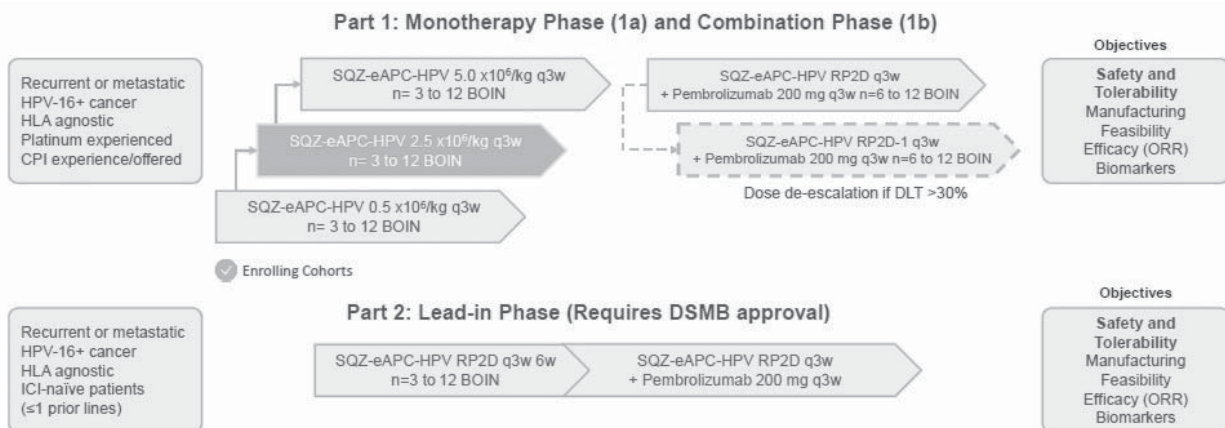 Part 1: Monotherapy Phase (1a) and Combination Phase (1b)
Recurrent or metastatic
HPV-16+ cancer
HLA agnostic
Platinum experienced
CPI experience/offered
SQZ-eAPC-HPV 5.0 x10⁶/kg q3w
n= 3 to 12 BOIN
SQZ-eAPC-HPV 2.5 x10⁶/kg q3w
n= 3 to 12 BOIN
SQZ-eAPC-HPV 0.5 x10⁶/kg q3w
n= 3 to 12 BOIN
SQZ-eAPC-HPV RP2D q3w
+ Pembrolizumab 200 mg q3w n=6 to 12 BOIN
SQZ-eAPC-HPV RP2D-1 q3w
+ Pembrolizumab 200 mg q3w n=6 to 12 BOIN
Dose de-escalation if DLT >30%
Objectives
Safety and
Tolerability
Manufacturing
Feasibility
Efficacy (ORR)
Biomarkers
Enrolling Cohorts
Part 2: Lead-in Phase (Requires DSMB approval)
Recurrent or metastatic
HPV-16+ cancer
HLA agnostic
ICI-naïve patients
(≤1 prior lines)
SQZ-eAPC-HPV RP2D q3w 6w
n=3 to 12 BOIN
SQZ-eAPC-HPV RP2D q3w
+ Pembrolizumab 200 mg q3w
Objectives
Safety and
Tolerability
Manufacturing
Feasibility
Efficacy (ORR)
Biomarkers